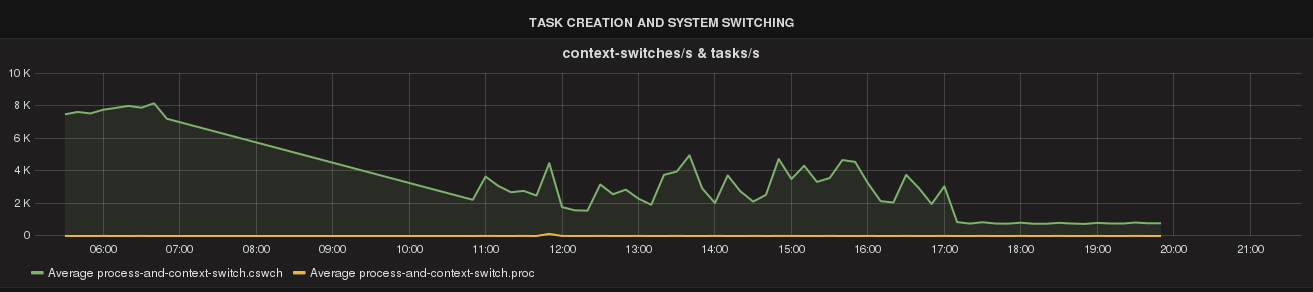 TASK CREATION AND SYSTEM SWITCHING
context-switches/s & tasks/s
10 K
8 K
6 K
4 K
2 K
0
06:00 07:00 08:00 09:00 10:00 11:00 12:00 13:00 14:00 15:00 16:00 17:00 18:00 19:00 20:00 21:00
Average process-and-context-switch.cswch Average process-and-context-switch.proc